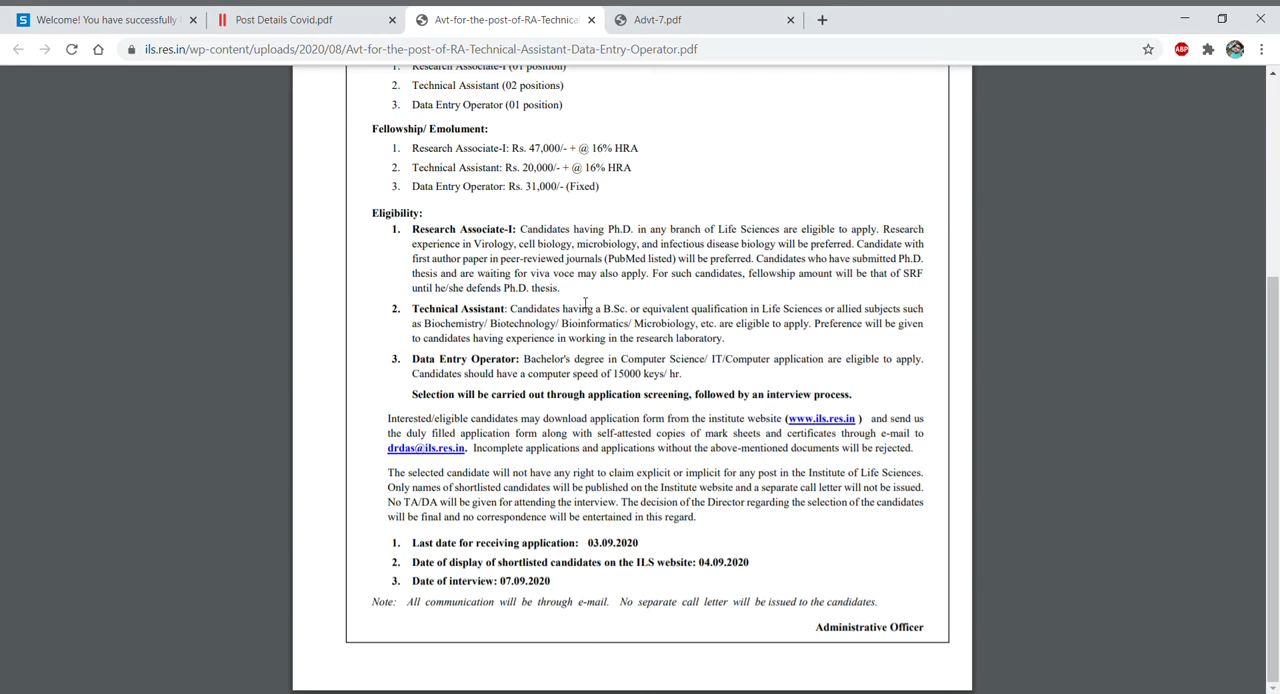 Welcome! You have successfully
Post Details Covid.pdf
Avt-for-the-post-of-RA-Technica
Advt-7.pdf
ils.res.in/wp-content/uploads/2020/08/Avt-for-the-post-of-RA-Technical-Assistant-Data-Entry-Operator.pdf
ABP
1. Research Associate-I (01 position)
2. Technical Assistant (02 positions)
3. Data Entry Operator (01 position)
Fellowship/ Emolument:
1. Research Associate-I: Rs. 47,000/- + @ 16% HRA
2. Technical Assistant: Rs. 20,000/- + @ 16% HRA
3. Data Entry Operator: Rs. 31,000/- (Fixed)
Eligibility:
1. Research Associate-I: Candidates having Ph.D. in any branch of Life Sciences are eligible to apply. Research
experience in Virology, cell biology, microbiology, and infectious disease biology will be preferred. Candidate with
first author paper in peer-reviewed journals (PubMed listed) will be preferred. Candidates who have submitted Ph.D.
thesis and are waiting for viva voce may also apply. For such candidates, fellowship amount will be that of SRF
until he/she defends Ph.D. thesis.
2. Technical Assistant: Candidates having a B.Sc. or equivalent qualification in Life Sciences or allied subjects such
as Biochemistry/ Biotechnology/ Bioinformatics/ Microbiology, etc. are eligible to apply. Preference will be given
to candidates having experience in working in the research laboratory.
3. Data Entry Operator: Bachelor's degree in Computer Science/ IT/Computer application are eligible to apply.
Candidates should have a computer speed of 15000 keys/ hr.
Selection will be carried out through application screening, followed by an interview process.
Interested/eligible candidates may download application form from the institute website (www.ils.res.in ) and send us
the duly filled application form along with self-attested copies of mark sheets and certificates through e-mail to
drdas@ils.res.in. Incomplete applications and applications without the above-mentioned documents will be rejected.
The selected candidate will not have any right to claim explicit or implicit for any post in the Institute of Life Sciences.
Only names of shortlisted candidates will be published on the Institute website and a separate call letter will not be issued.
No TA/DA will be given for attending the interview. The decision of the Director regarding the selection of the candidates
will be final and no correspondence will be entertained in this regard.
1. Last date for receiving application: 03.09.2020
2. Date of display of shortlisted candidates on the ILS website: 04.09.2020
3. Date of interview: 07.09.2020
Note: All communication will be through e-mail. No separate call letter will be issued to the candidates.
Administrative Officer